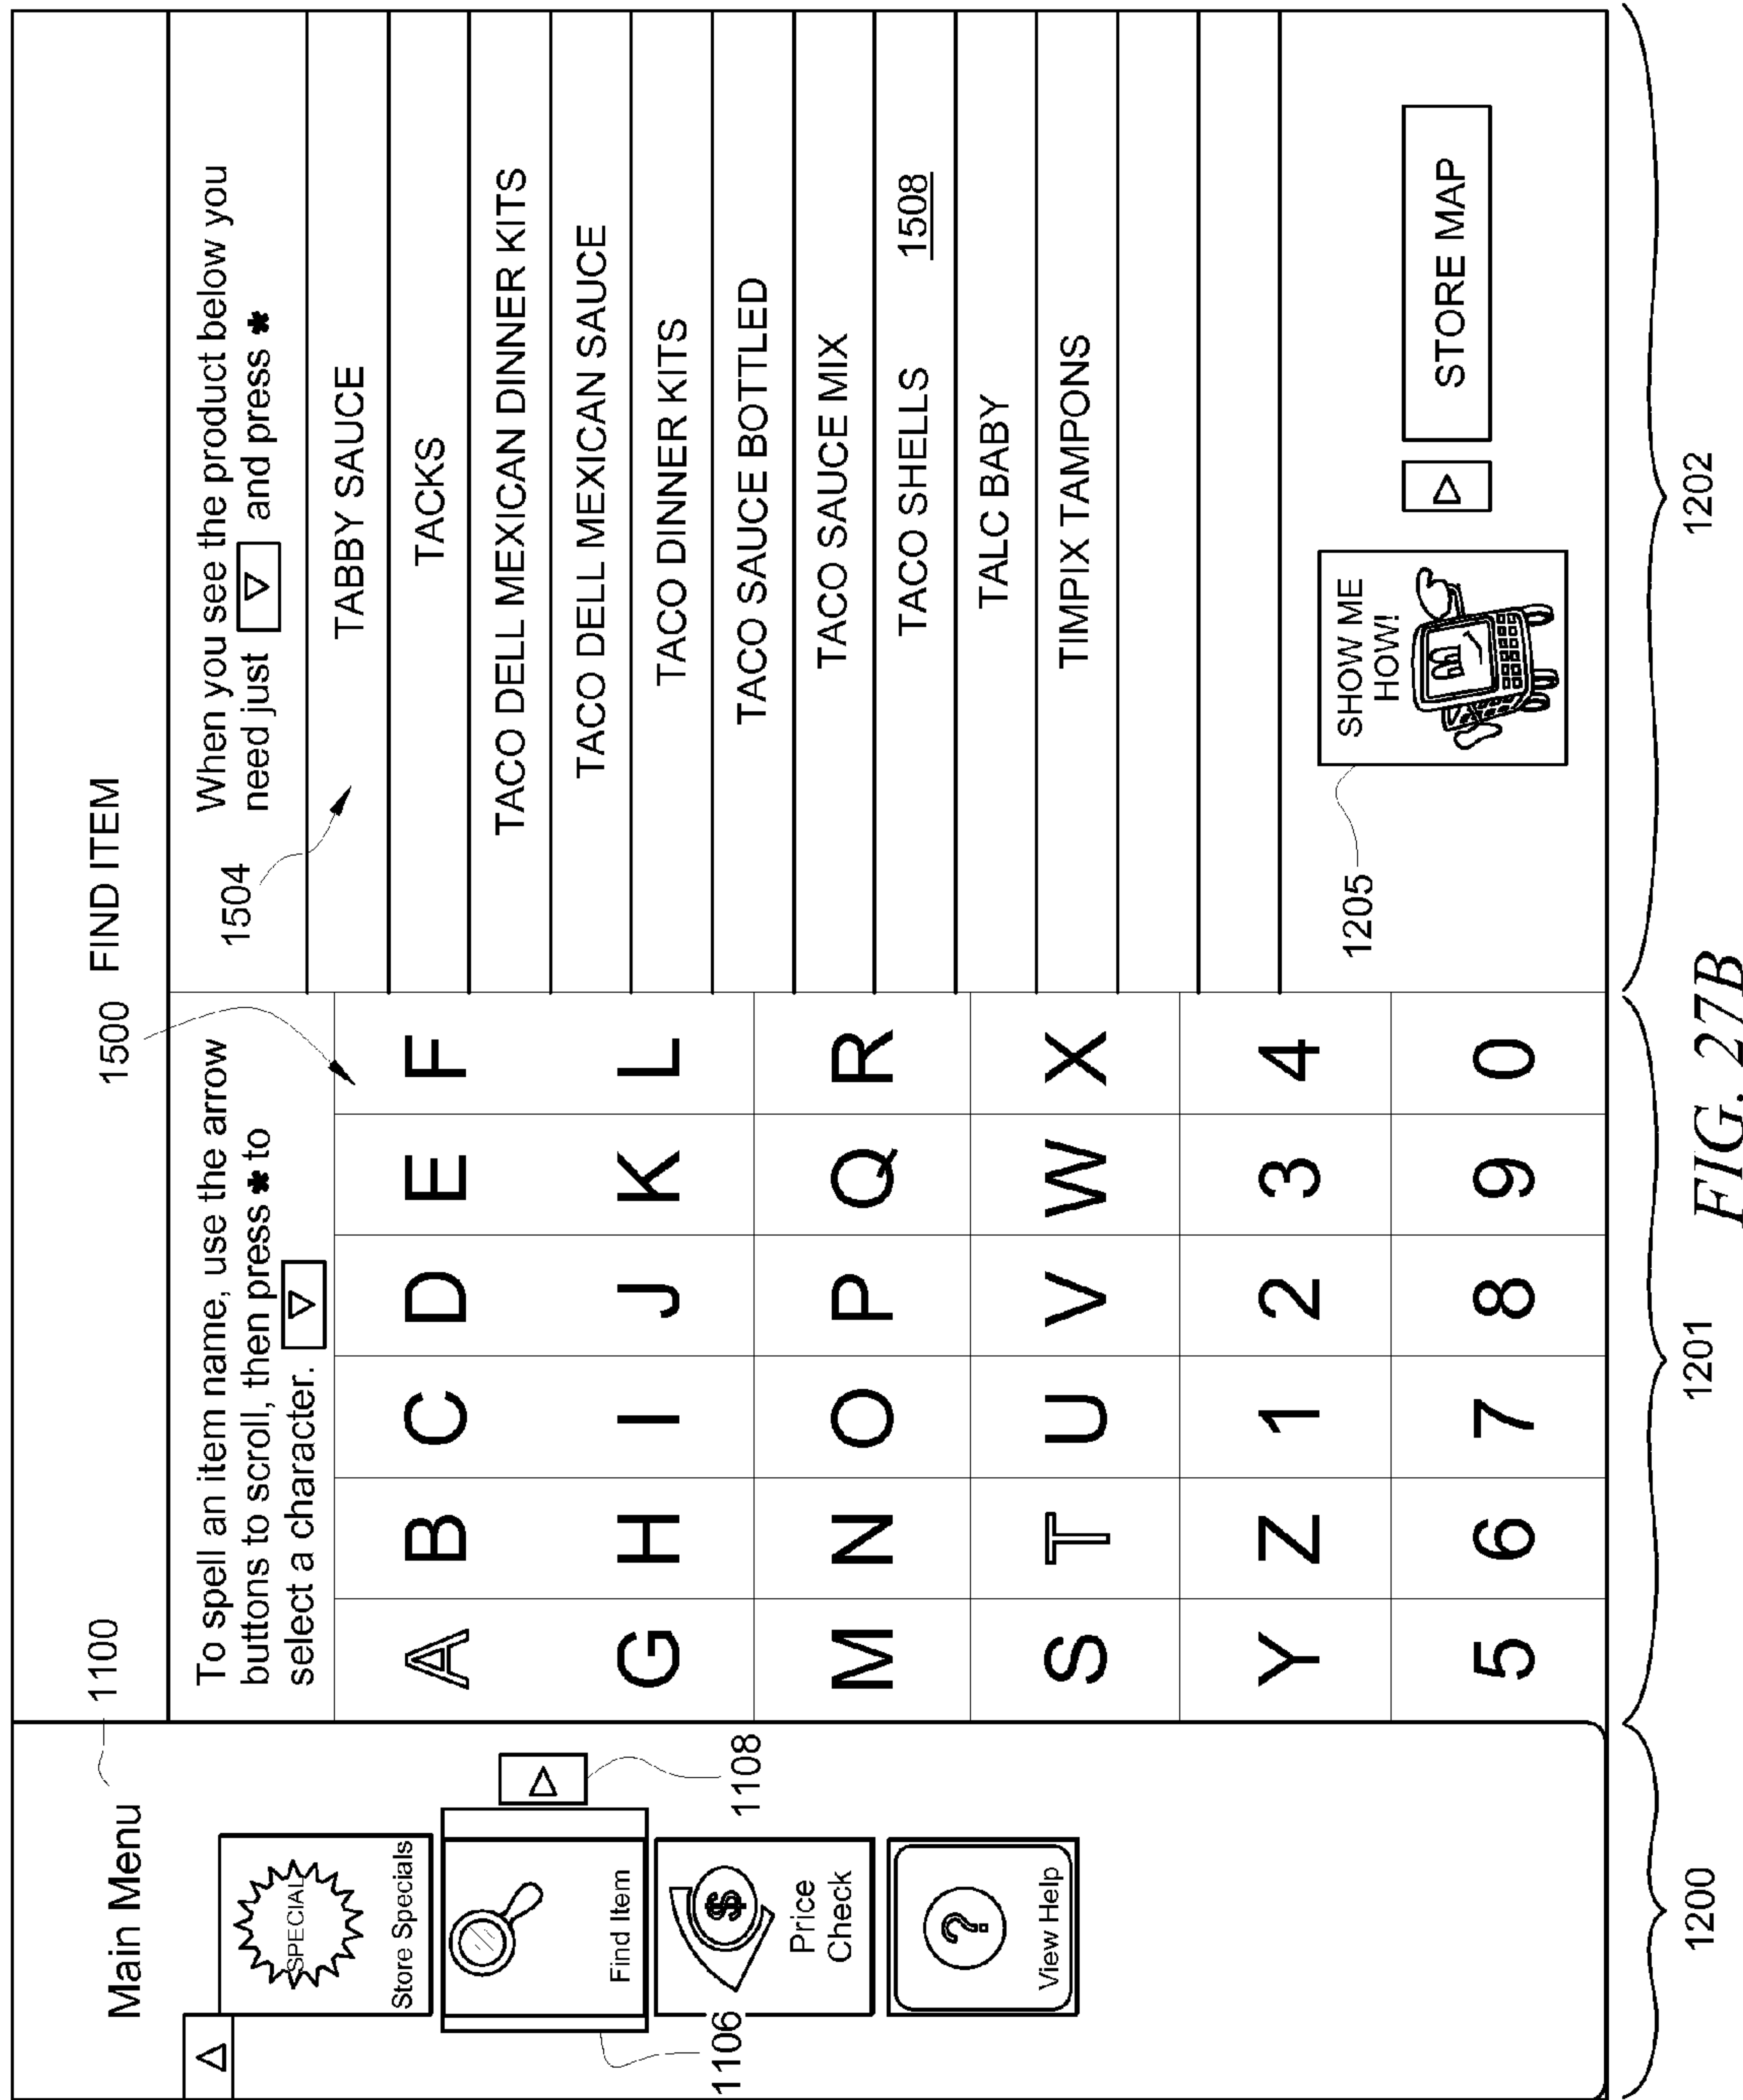 Main Menu
1100
1500
FIND ITEM
SPECIAL
Store Specials
Find Item
1106
1108
$
Price
Check
?
View Help
To spell an item name, use the arrow
buttons to scroll, then press ✱ to
select a character.
A B C D E F
G H I J K L
M N O P Q R
S T U V W X
Y Z 1 2 3 4
5 6 7 8 9 0
When you see the product below you
need just and press ✱
1504
TABBY SAUCE
TACKS
TACO DELL MEXICAN DINNER KITS
TACO DELL MEXICAN SAUCE
TACO DINNER KITS
TACO SAUCE BOTTLED
TACO SAUCE MIX
TACO SHELLS 1508
TALC BABY
TIMPIX TAMPONS
1205
SHOW ME
HOW!
STORE MAP
1200
1201
1202
FIG. 27B